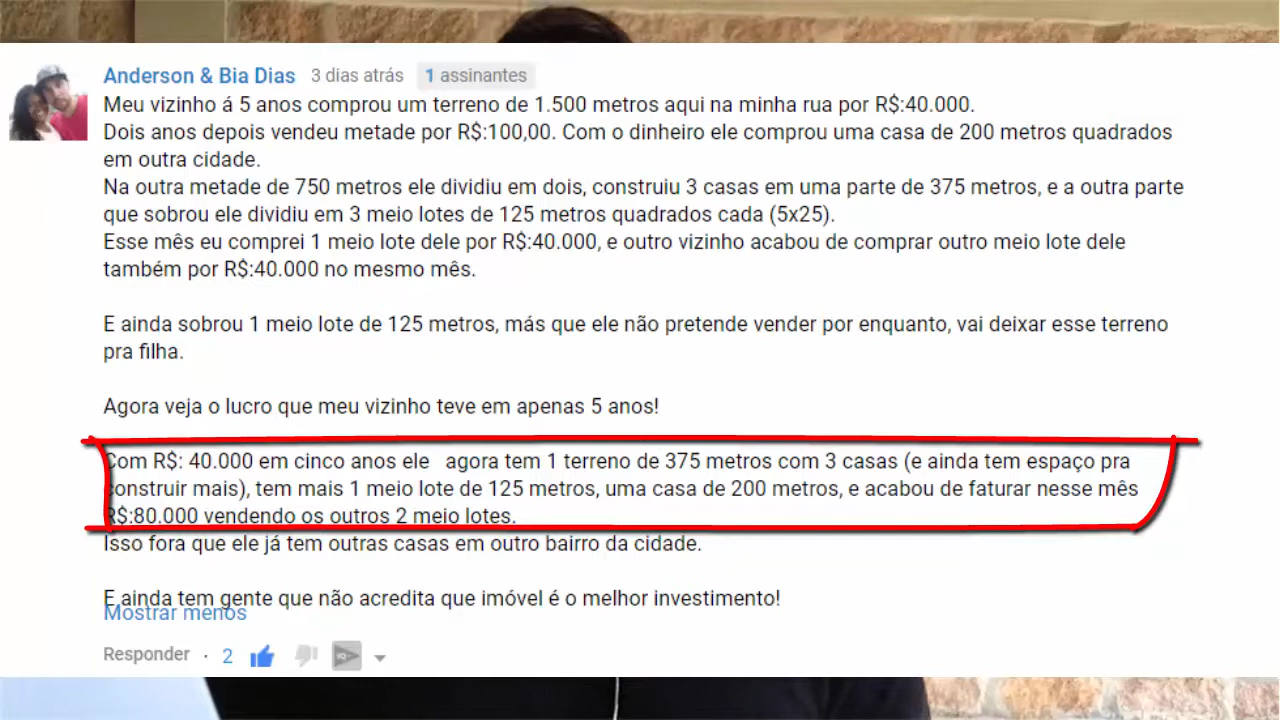 Anderson & Bia Dias 3 dias atrás 1 assinantes
Meu vizinho á 5 anos comprou um terreno de 1.500 metros aqui na minha rua por R$:40.000.
Dois anos depois vendeu metade por R$:100,00. Com o dinheiro ele comprou uma casa de 200 metros quadrados
em outra cidade.
Na outra metade de 750 metros ele dividiu em dois, construiu 3 casas em uma parte de 375 metros, e a outra parte
que sobrou ele dividiu em 3 meio lotes de 125 metros quadrados cada (5x25).
Esse mês eu comprei 1 meio lote dele por R$:40.000, e outro vizinho acabou de comprar outro meio lote dele
também por R$:40.000 no mesmo mês.
E ainda sobrou 1 meio lote de 125 metros, más que ele não pretende vender por enquanto, vai deixar esse terreno
pra filha.
Agora veja o lucro que meu vizinho teve em apenas 5 anos!
Com R$: 40.000 em cinco anos ele agora tem 1 terreno de 375 metros com 3 casas (e ainda tem espaço pra
construir mais), tem mais 1 meio lote de 125 metros, uma casa de 200 metros, e acabou de faturar nesse mês
R$:80.000 vendendo os outros 2 meio lotes.
Isso fora que ele já tem outras casas em outro bairro da cidade.
E ainda tem gente que não acredita que imóvel é o melhor investimento!
Mostrar menos
Responder · 2